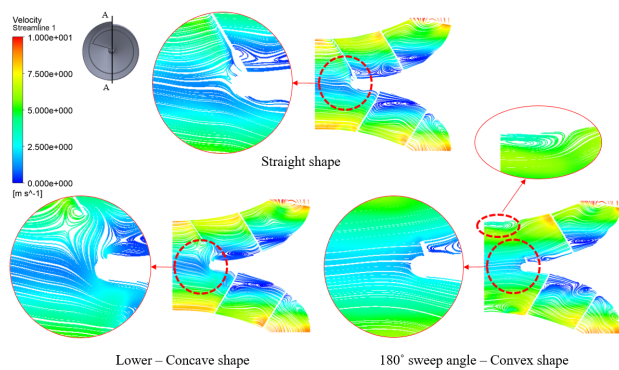 Velocity
Streamline 1
1.000e+001
7.500e+000
5.000e+000
2.500e+000
0.000e+000
[m s^-1]
A
A
Straight shape
Lower – Concave shape
180˚ sweep angle – Convex shape